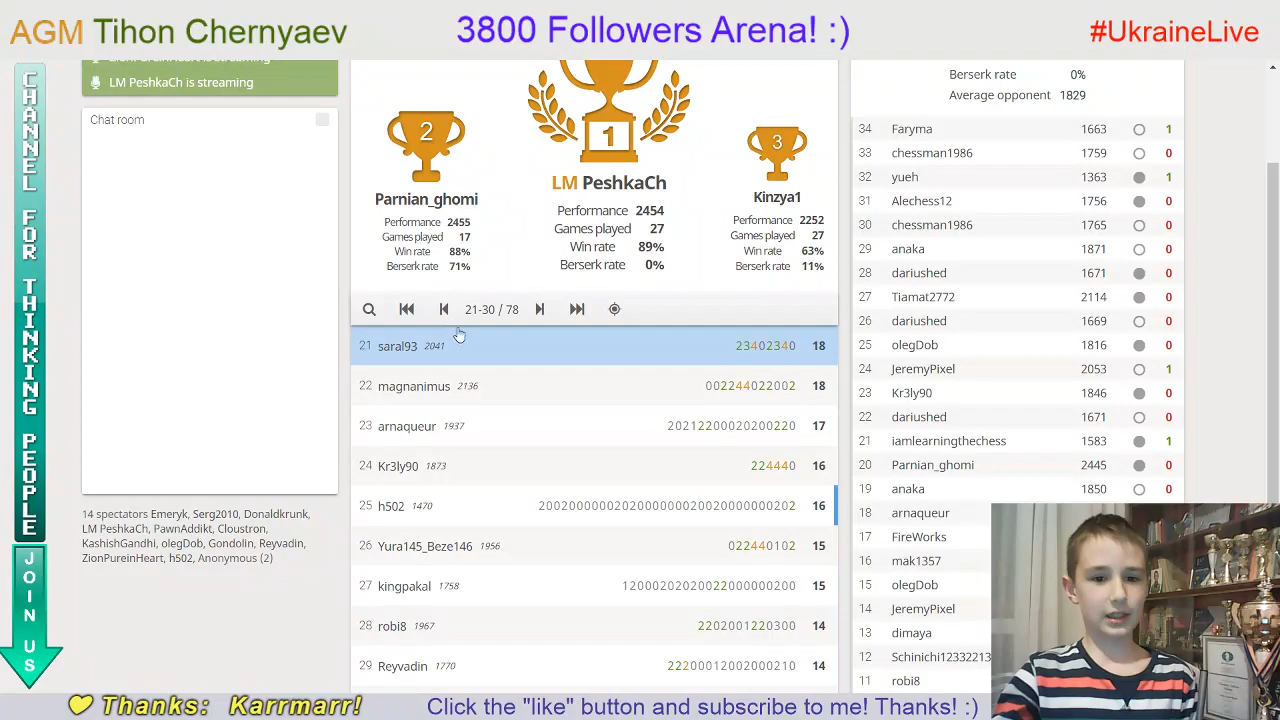 AGM Tihon Chernyaev
3800 Followers Arena! :)
#UkraineLive
CHANNEL FOR THINKING PEOPLE
JOIN US
LM PeshkaCh is streaming
Chat room
14 spectators Emeryk, Serg2010, Donaldkrunk,
LM PeshkaCh, PawnAddikt, Cloustron,
KashishGandhi, olegDob, Gondolin, Reyvadin,
ZionPureinHeart, h502, Anonymous (2)
2
Parnian_ghomi
Performance 2455
Games played 17
Win rate 88%
Berserk rate 71%
1
LM PeshkaCh
Performance 2454
Games played 27
Win rate 89%
Berserk rate 0%
3
Kinzya1
Performance 2252
Games played 27
Win rate 63%
Berserk rate 11%
21-30 / 78
21 saral93 2041 23402340 18
22 magnanimus 2136 002244022002 18
23 arnaqueur 1937 20212200020200220 17
24 Kr3ly90 1873 224440 16
25 h502 1470 16
26 Yura145_Beze146 1956 022440102 15
27 kingpakal 1758 15
28 robi8 1967 2202001220300 14
29 Reyvadin 1770 14
Berserk rate 0%
Average opponent 1829
34 Faryma 1663 1
33 chessman1986 1759 0
32 yueh 1363 1
31 Alechess12 1756 0
30 chessman1986 1765 0
29 anaka 1871 0
28 dariushed 1671 0
27 Tiamat2772 2114 0
26 dariushed 1669 0
25 olegDob 1816 0
24 JeremyPixel 2053 1
23 Kr3ly90 1846 0
22 dariushed 1671 0
21 iamlearningthechess 1583 1
20 Parnian_ghomi 2445 0
19 anaka 1850 0
18 arnaqueur
17 FireWorks
16 mak1357
15 olegDob
14 JeremyPixel
13 dimaya
12 Schinichi12332213
11 robi8
Thanks: Karrmarr!
Click the "like" button and subscribe to me! Thanks! :)